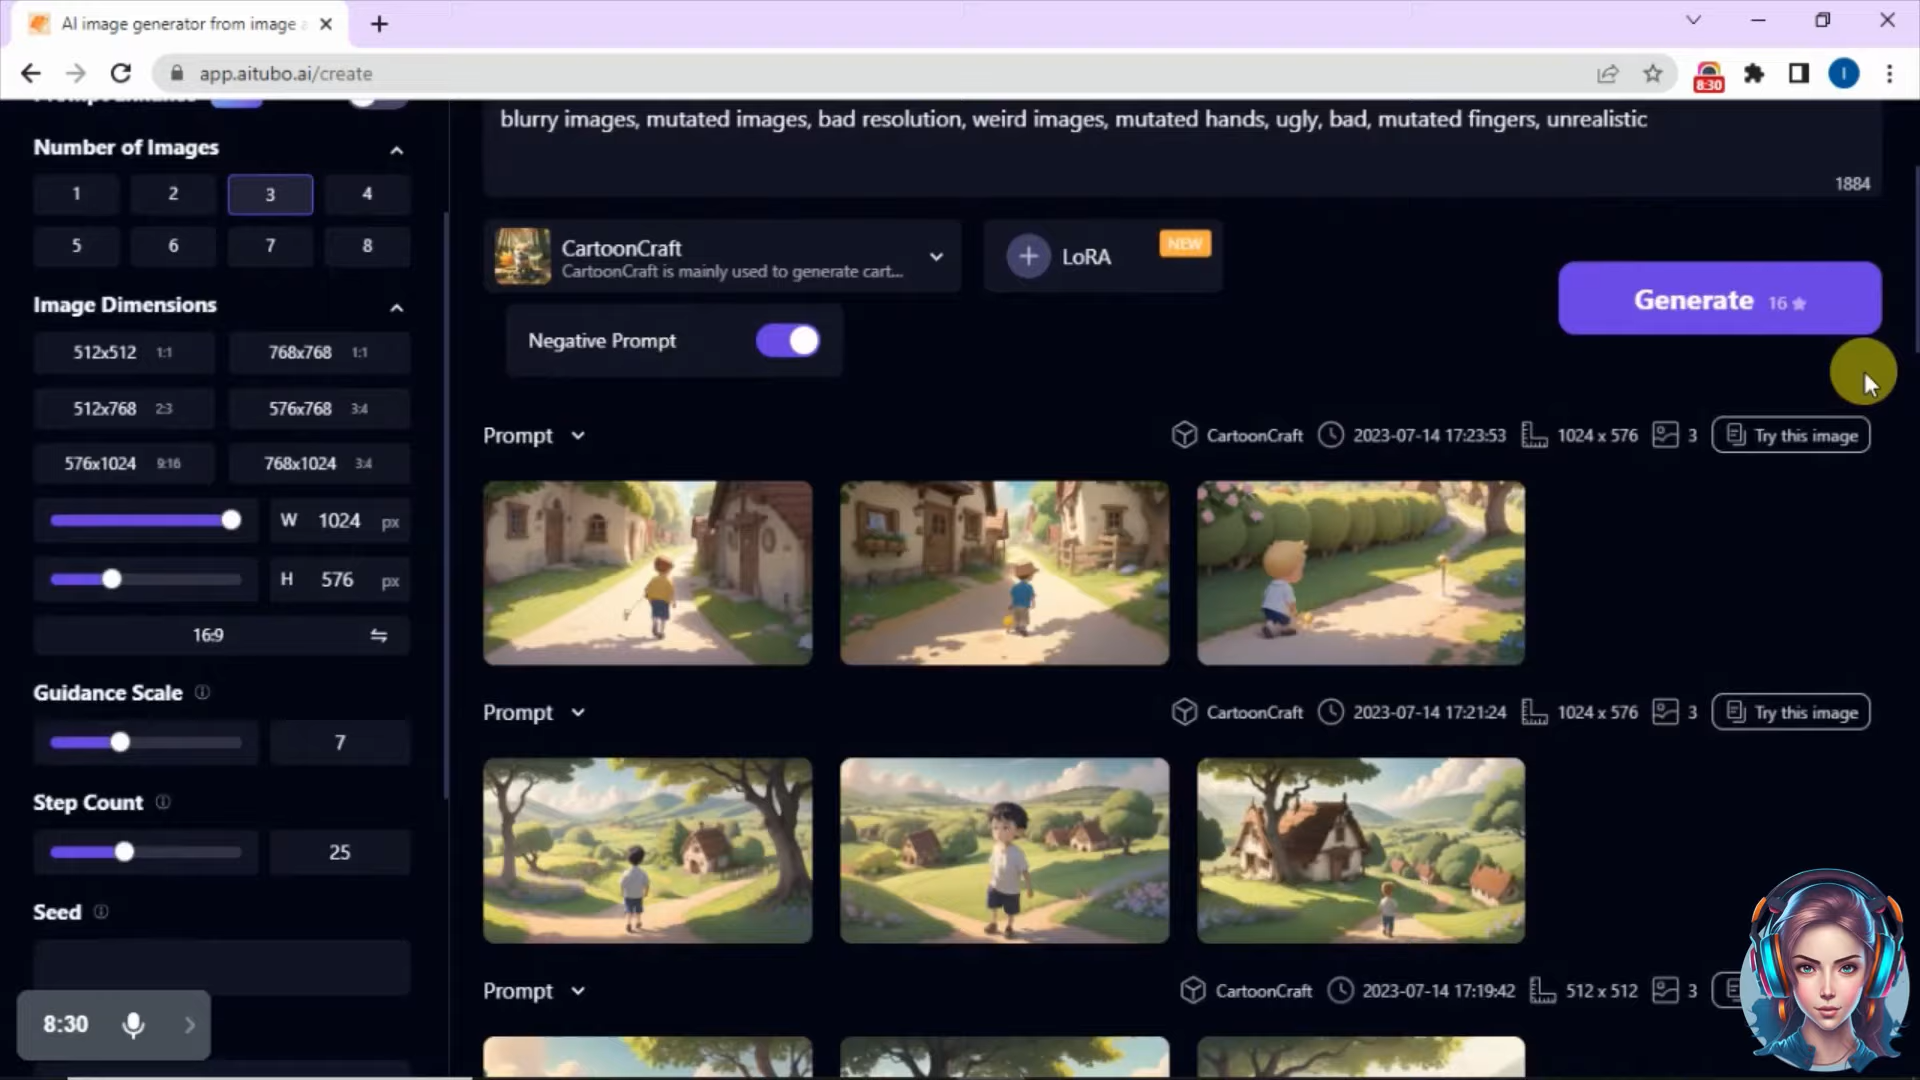 AI image generator from image a
app.aitubo.ai/create
8:30
I
Prompt Enhance
Number of Images
1
2
3
4
5
6
7
8
Image Dimensions
512x512 1:1
768x768 1:1
512x768 2:3
576x768 3:4
576x1024 9:16
768x1024 3:4
W 1024 px
H 576 px
16:9
Guidance Scale
7
Step Count
25
Seed
8:30
blurry images, mutated images, bad resolution, weird images, mutated hands, ugly, bad, mutated fingers, unrealistic
1884
CartoonCraft
CartoonCraft is mainly used to generate cart...
LoRA
NEW
Generate 16
Negative Prompt
Prompt
CartoonCraft 2023-07-14 17:23:53 1024 x 576 3 Try this image
Prompt
CartoonCraft 2023-07-14 17:21:24 1024 x 576 3 Try this image
Prompt
CartoonCraft 2023-07-14 17:19:42 512 x 512 3